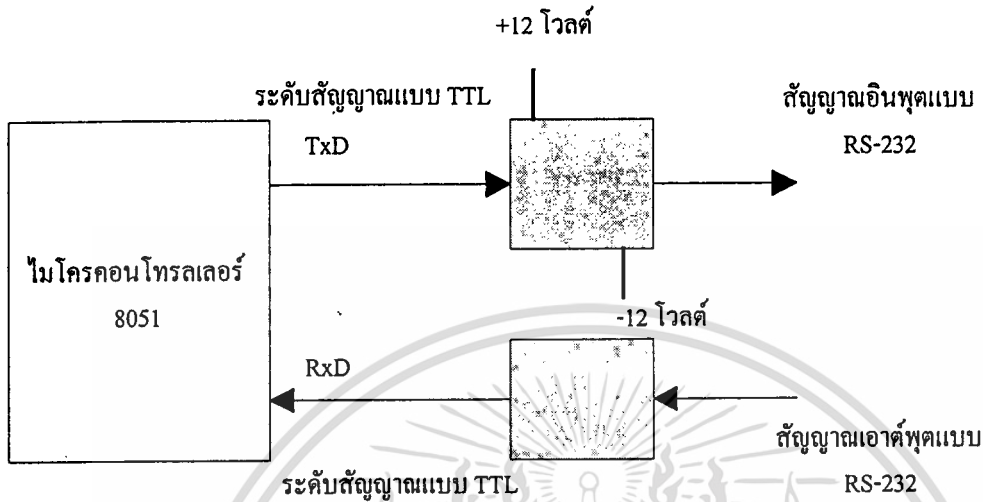 +12 โวลต์
ระดับสัญญาณแบบ TTL
สัญญาณอินพุตแบบ
TxD
RS-232
ไมโครคอนโทรลเลอร์
8051
-12 โวลต์
RxD
สัญญาณเอาต์พุตแบบ
ระดับสัญญาณแบบ TTL
RS-232